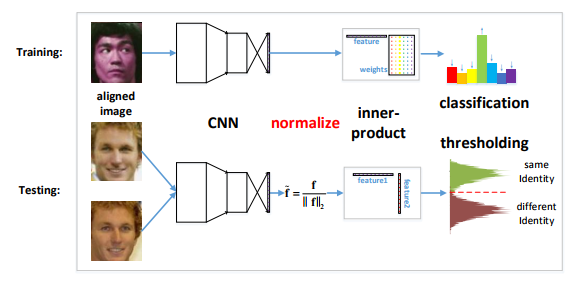 Training:
feature
weights
aligned
image
classification
CNN
normalize
inner-
product
thresholding
Testing:
f̃ = f / ‖ f‖₂
feature1
feature2
same
Identity
different
Identity